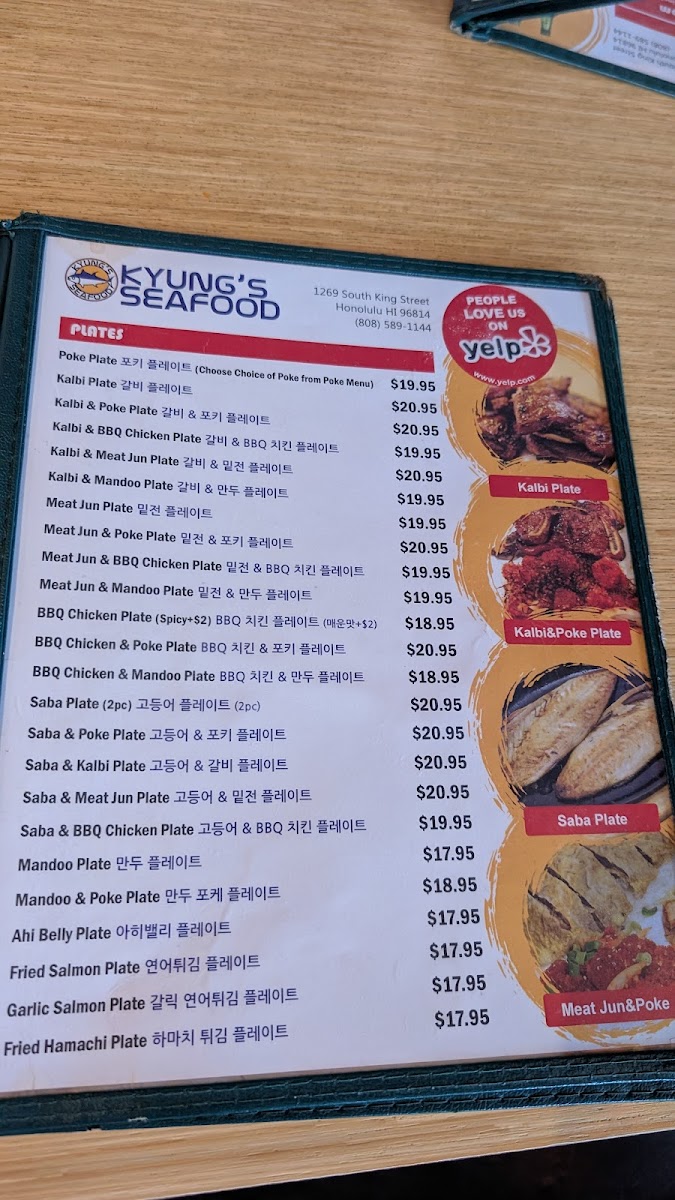 KYUNG'S
SEAFOOD
KYUNG'S
SEAFOOD
1269 South King Street
Honolulu HI 96814
(808) 589-1144
PEOPLE
LOVE US
ON
yelp
www.yelp.com
PLATES
Poke Plate 포키 플레이트 (Choose Choice of Poke from Poke Menu) $19.95
Kalbi Plate 갈비 플레이트 $20.95
Kalbi & Poke Plate 갈비 & 포키 플레이트 $20.95
Kalbi & BBQ Chicken Plate 갈비 & BBQ 치킨 플레이트 $19.95
Kalbi & Meat Jun Plate 갈비 & 밑전 플레이트 $20.95
Kalbi & Mandoo Plate 갈비 & 만두 플레이트 $19.95
Meat Jun Plate 밑전 플레이트 $19.95
Meat Jun & Poke Plate 밑전 & 포키 플레이트 $20.95
Meat Jun & BBQ Chicken Plate 밑전 & BBQ 치킨 플레이트 $19.95
Meat Jun & Mandoo Plate 밑전 & 만두 플레이트 $19.95
BBQ Chicken Plate (Spicy+$2) BBQ 치킨 플레이트 (매운맛+$2) $18.95
BBQ Chicken & Poke Plate BBQ 치킨 & 포키 플레이트 $20.95
BBQ Chicken & Mandoo Plate BBQ 치킨 & 만두 플레이트 $18.95
Saba Plate (2pc) 고등어 플레이트 (2pc) $20.95
Saba & Poke Plate 고등어 & 포키 플레이트 $20.95
Saba & Kalbi Plate 고등어 & 갈비 플레이트 $20.95
Saba & Meat Jun Plate 고등어 & 밑전 플레이트 $20.95
Saba & BBQ Chicken Plate 고등어 & BBQ 치킨 플레이트 $19.95
Mandoo Plate 만두 플레이트 $17.95
Mandoo & Poke Plate 만두 포케 플레이트 $18.95
Ahi Belly Plate 아히밸리 플레이트 $17.95
Fried Salmon Plate 연어튀김 플레이트 $17.95
Garlic Salmon Plate 갈릭 연어튀김 플레이트 $17.95
Fried Hamachi Plate 하마치 튀김 플레이트 $17.95
Kalbi Plate
Kalbi&Poke Plate
Saba Plate
Meat Jun&Poke